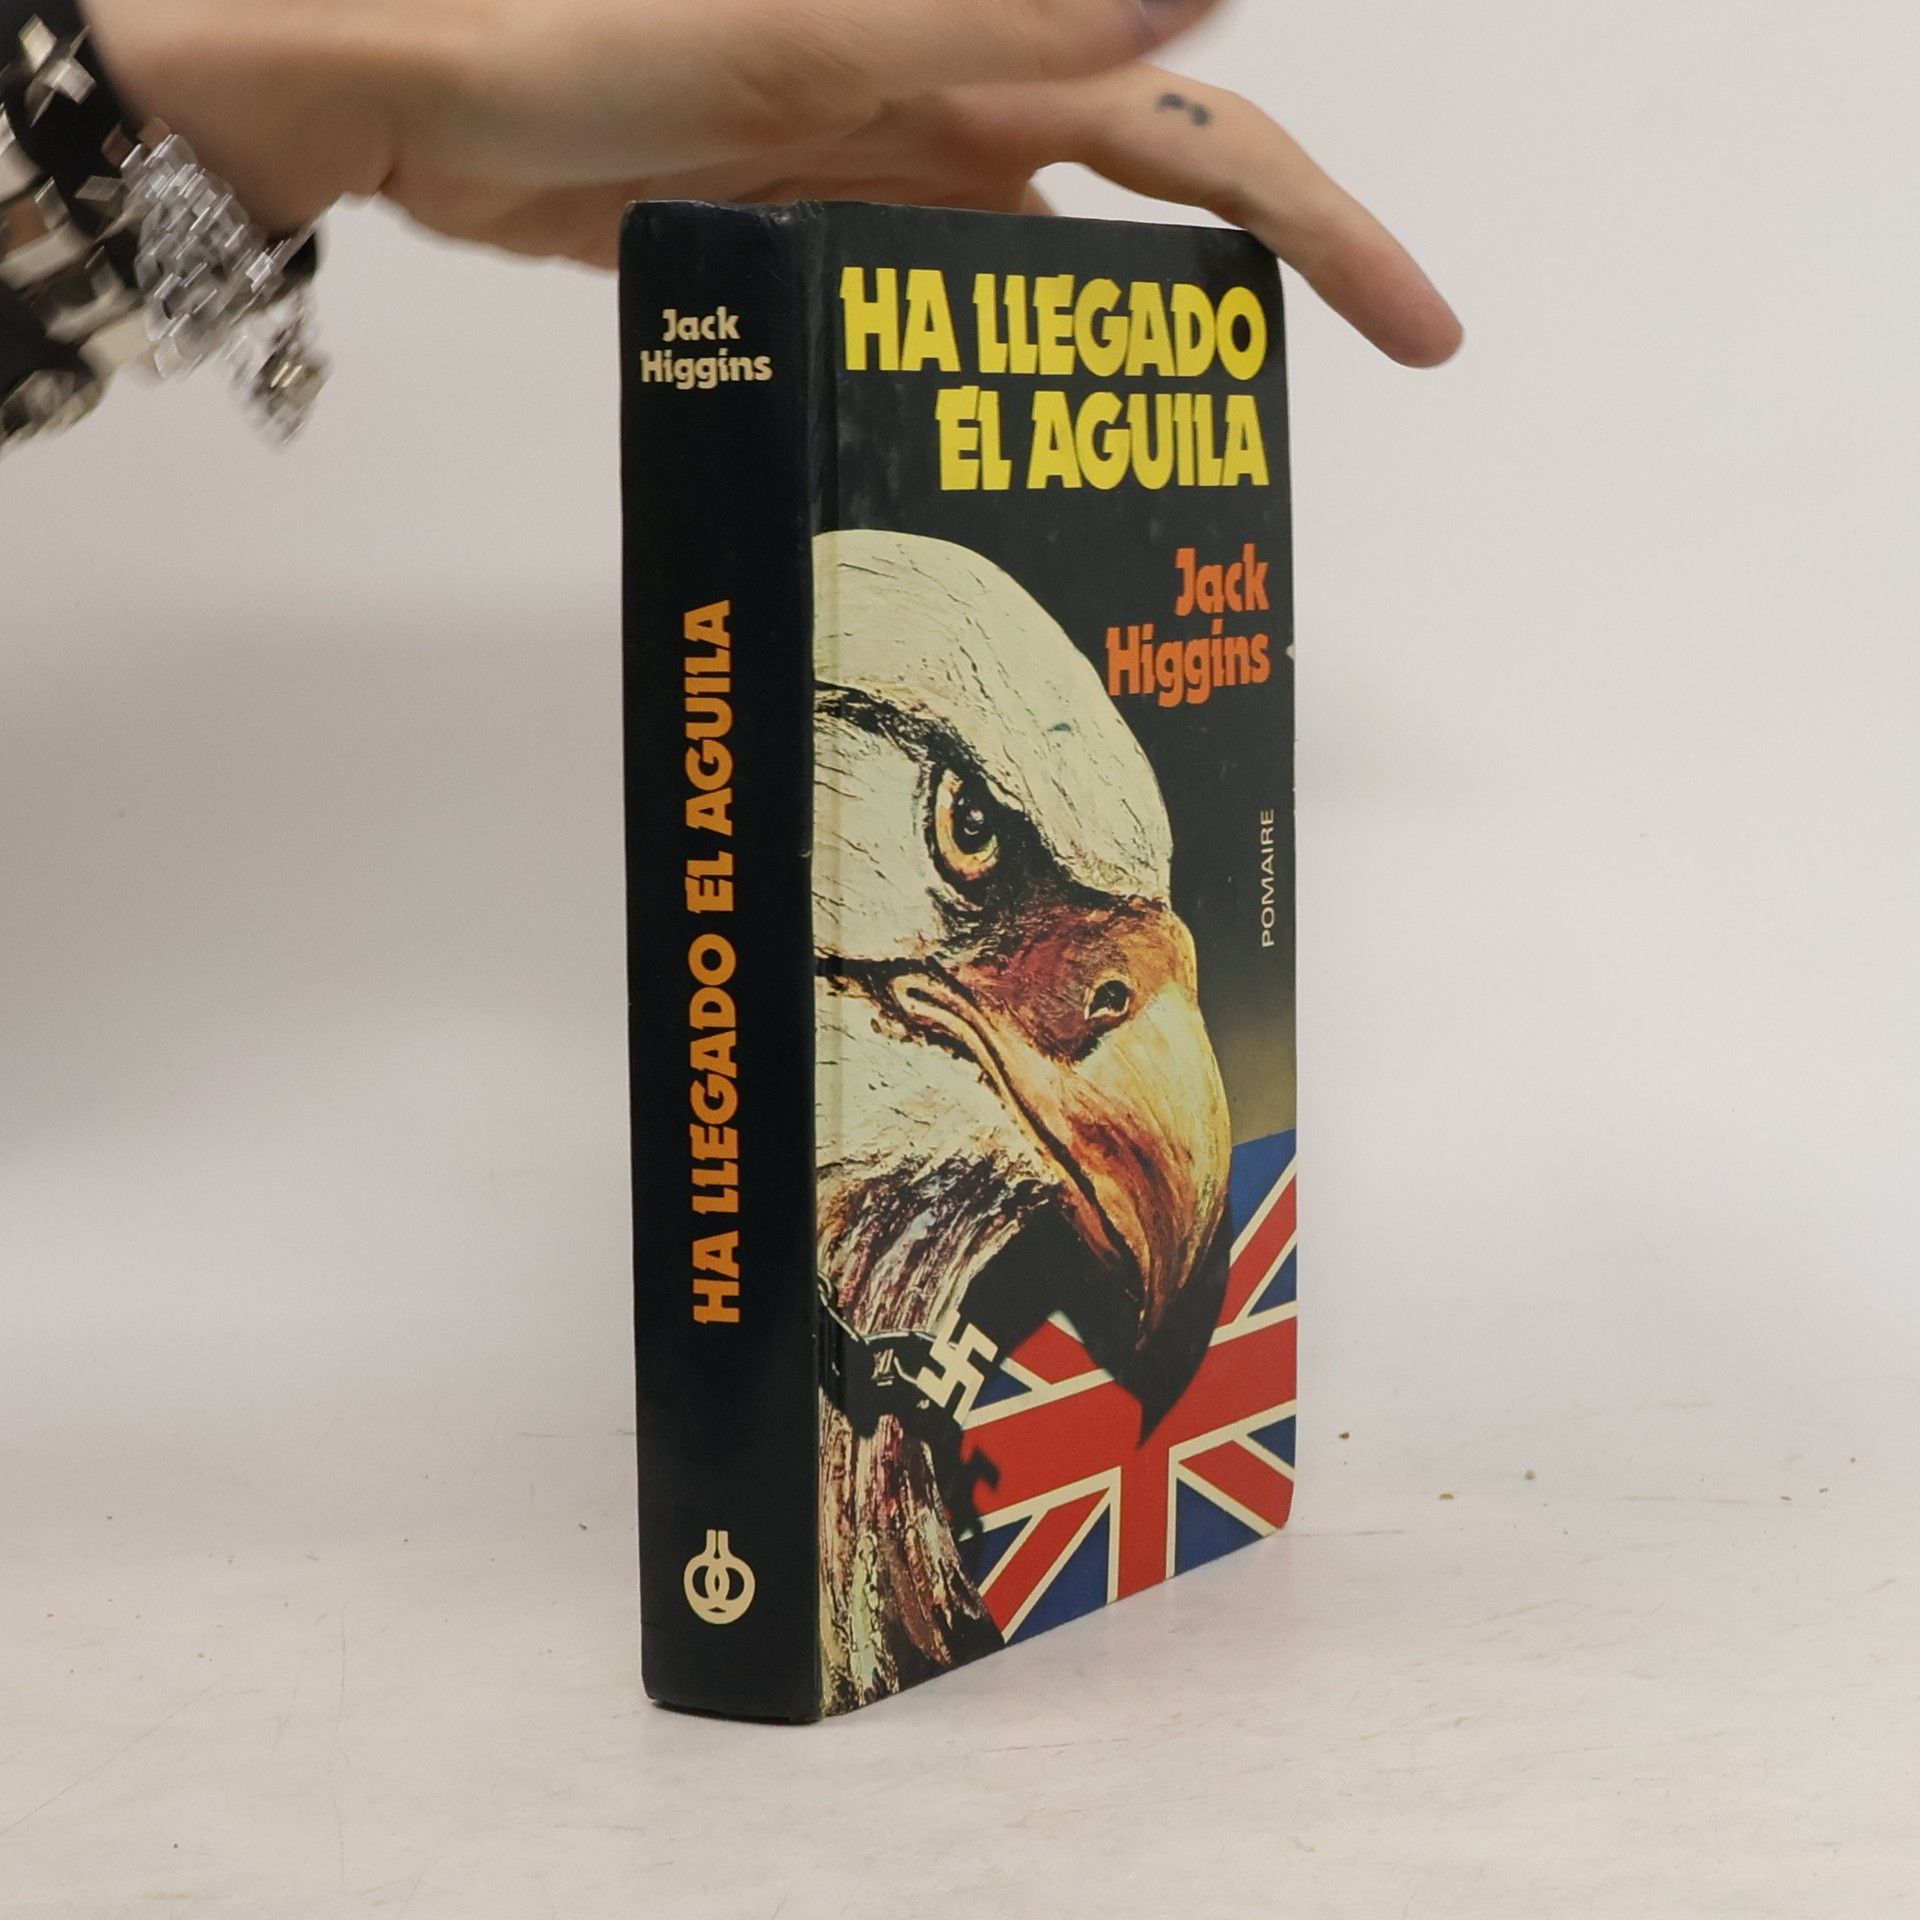 Jack
Higgins
HA LLEGADO EL AGUILA
HA LLEGADO
EL AGUILA
Jack
Higgins
POMAIRE